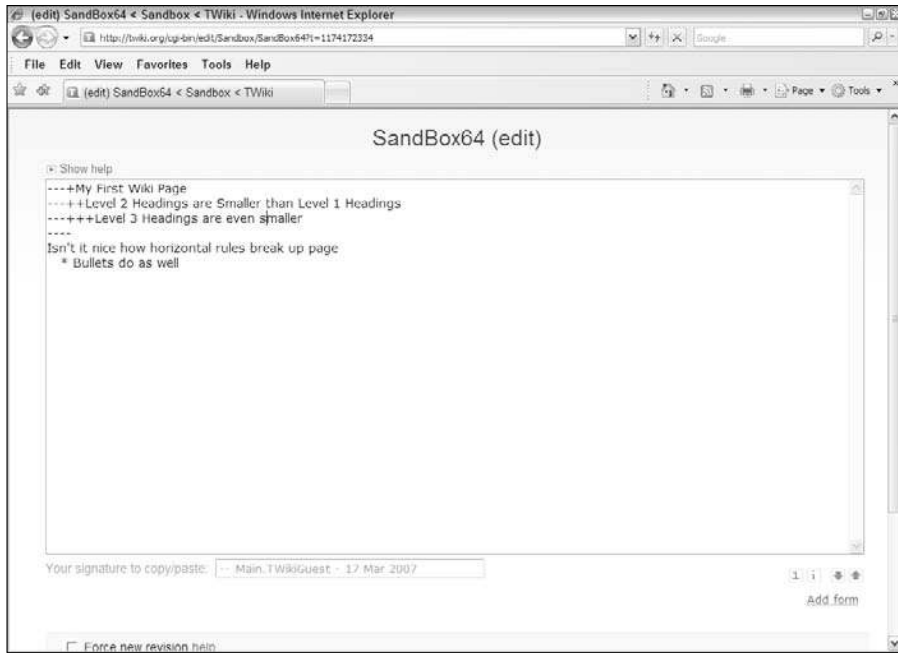 (edit) SandBox64 < Sandbox < TWiki - Windows Internet Explorer
http://twiki.org/cgi-bin/edit/Sandbox/SandBox64?t=1174172334
Google
File Edit View Favorites Tools Help
(edit) SandBox64 < Sandbox < TWiki
Page Tools
SandBox64 (edit)
Show help
---+My First Wiki Page
---++Level 2 Headings are Smaller than Level 1 Headings
---+++Level 3 Headings are even smaller
----
Isn't it nice how horizontal rules break up page
* Bullets do as well
Your signature to copy/paste: -- Main.TWikiGuest - 17 Mar 2007
1 i
Add form
Force new revision help